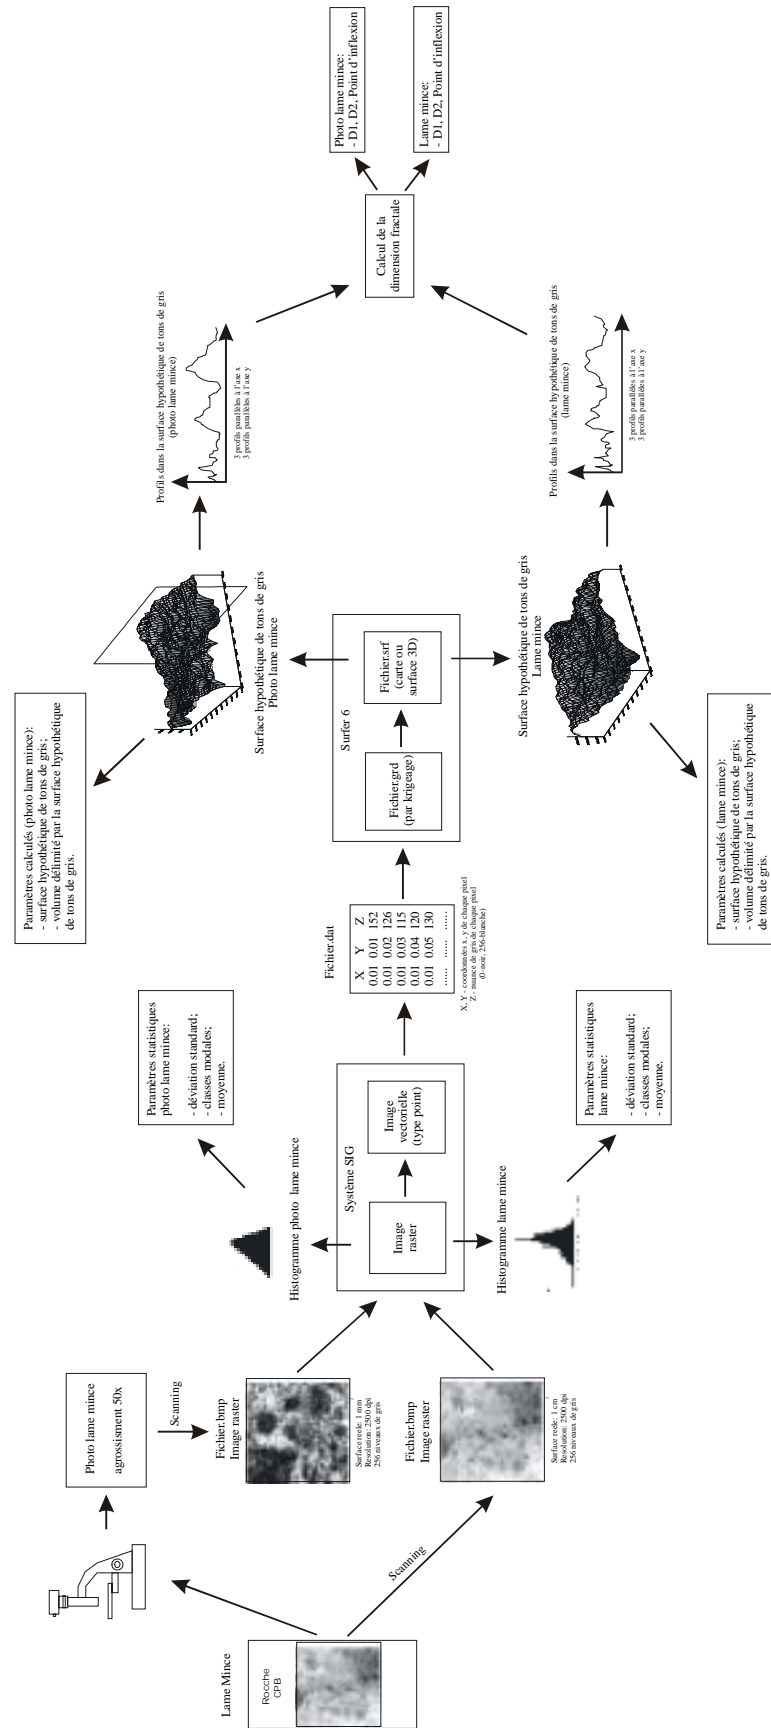 Lame Mince
Rocche
CPB
Scanning
Photo lame mince
agrossisment 50x
Scanning
Fichier.bmp
Image raster
Surface reele: 1 mm
Resolution: 2500 dpi
256 niveaux de gris
Fichier.bmp
Image raster
Surface reele: 1 cm
Resolution: 2500 dpi
256 niveaux de gris
Histogramme photo lame mince
Système SIG
Image
raster
Image
vectorielle
(type point)
Histogramme lame mince
Paramètres statistiques
photo lame mince:
- déviation standard;
- classes modales;
- moyenne.
Paramètres statistiques
lame mince:
- déviation standard;
- classes modales;
- moyenne.
Fichier.dat
X Y Z
0.01 0.01 152
0.01 0.02 126
0.01 0.03 115
0.01 0.04 120
0.01 0.05 130
...... ...... ......
X, Y - coordonnées x, y de chaque pixel
Z - nuance de gris de chaque pixel
(0-noir, 256-blanche)
Paramètres calculés (photo lame mince):
- surface hypothétique de tons de gris;
- volume délimité par la surface hypothétique
de tons de gris.
Surfer 6
Fichier.grd
(par krigeage)
Fichier.srf
(carte ou
surface 3D)
Paramètres calculés (lame mince):
- surface hypothétique de tons de gris;
- volume délimité par la surface hypothétique
de tons de gris.
Surface hypothétique de tons de gris
Photo lame mince
Surface hypothétique de tons de gris
Lame mince
Profils dans la surface hypothétique de tons de gris
(photo lame mince)
3 profils parallèles à l'axe x
3 profils parallèles à l'axe y
Profils dans la surface hypothétique de tons de gris
(lame mince)
3 profils parallèles à l'axe x
3 profils parallèles à l'axe y
Calcul de la
dimension fractale
Photo lame mince:
- D1, D2, Point d'inflexion
Lame mince:
- D1, D2, Point d'inflexion